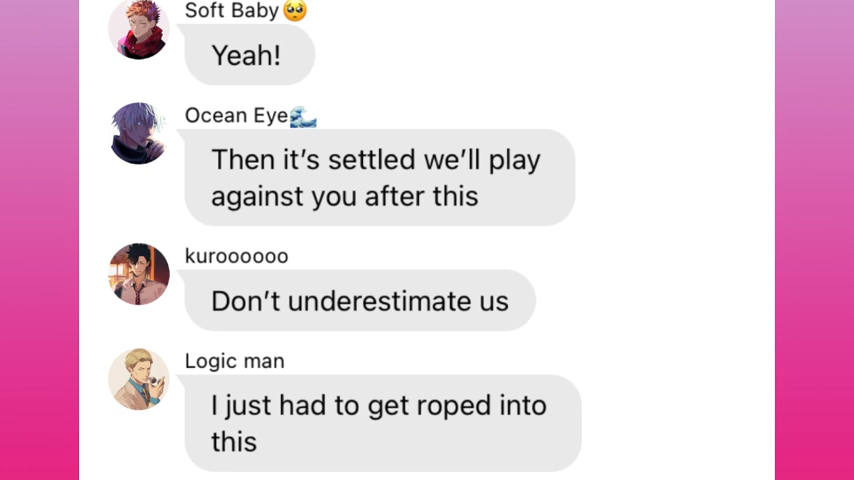 Soft Baby🥺
Yeah!
Ocean Eye🌊
Then it’s settled we’ll play
against you after this
kuroooooo
Don’t underestimate us
Logic man
I just had to get roped into
this